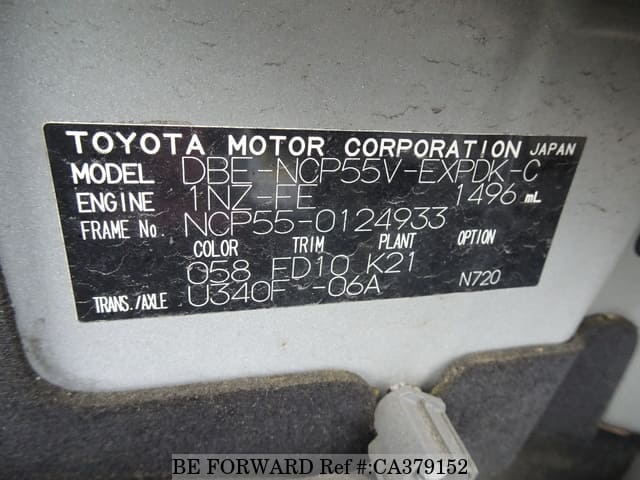 TOYOTA MOTOR CORPORATION JAPAN
MODEL DBE-NCP55V-EXPDK-C
ENGINE 1NZ-FE 1496 mL
FRAME No. NCP55-0124933
COLOR TRIM PLANT OPTION
058 FD10 K21
TRANS./AXLE U340F -06A N720
BE FORWARD Ref #:CA379152